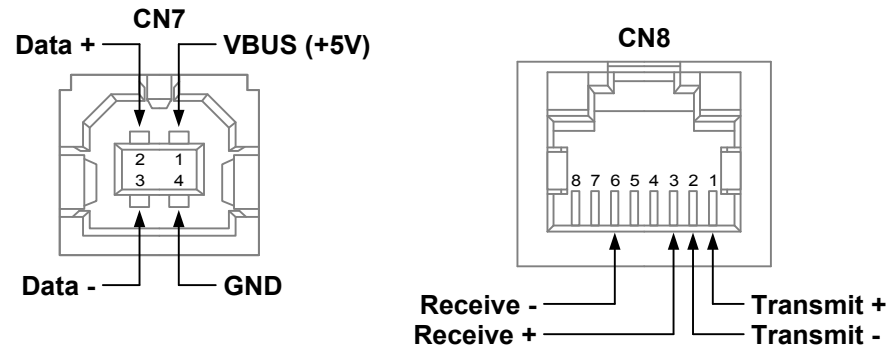 CN7
Data + VBUS (+5V)
2 1
3 4
Data - GND
CN8
8 7 6 5 4 3 2 1
Receive - Transmit +
Receive + Transmit -